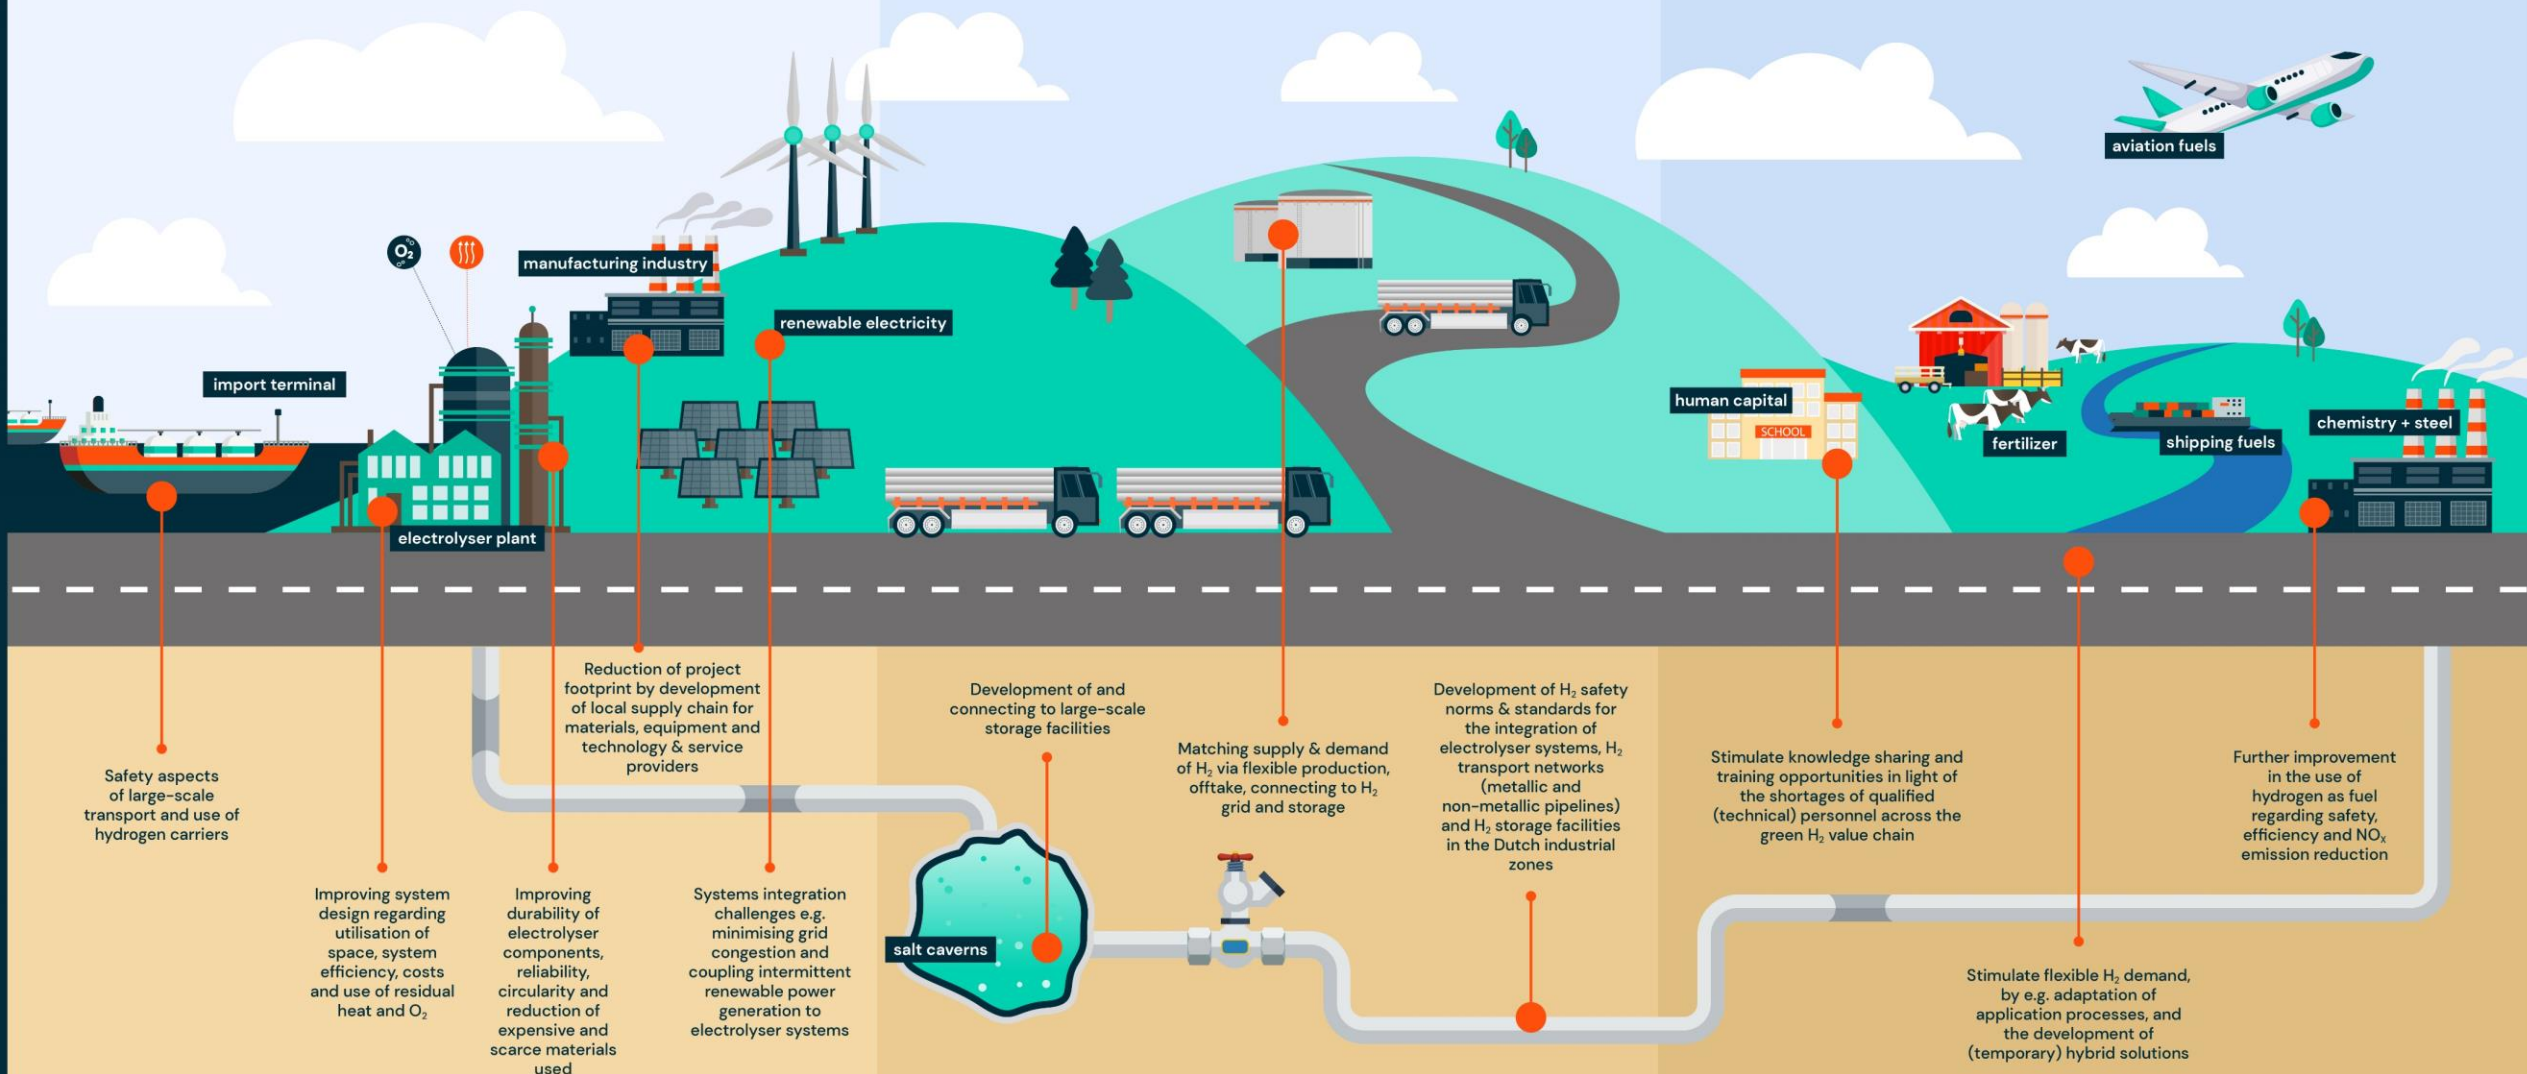 aviation fuels
O₂
manufacturing industry
renewable electricity
import terminal
electrolyser plant
human capital
SCHOOL
fertilizer
shipping fuels
chemistry + steel
Safety aspects
of large-scale
transport and use of
hydrogen carriers
Improving system
design regarding
utilisation of
space, system
efficiency, costs
and use of residual
heat and O₂
Improving
durability of
electrolyser
components,
reliability,
circularity and
reduction of
expensive and
scarce materials
used
Reduction of project
footprint by development
of local supply chain for
materials, equipment and
technology & service
providers
Systems integration
challenges e.g.
minimising grid
congestion and
coupling intermittent
renewable power
generation to
electrolyser systems
Development of and
connecting to large-scale
storage facilities
salt caverns
Matching supply & demand
of H₂ via flexible production,
offtake, connecting to H₂
grid and storage
Development of H₂ safety
norms & standards for
the integration of
electrolyser systems, H₂
transport networks
(metallic and
non-metallic pipelines)
and H₂ storage facilities
in the Dutch industrial
zones
Stimulate knowledge sharing and
training opportunities in light of
the shortages of qualified
(technical) personnel across the
green H₂ value chain
Stimulate flexible H₂ demand,
by e.g. adaptation of
application processes, and
the development of
(temporary) hybrid solutions
Further improvement
in the use of
hydrogen as fuel
regarding safety,
efficiency and NOₓ
emission reduction